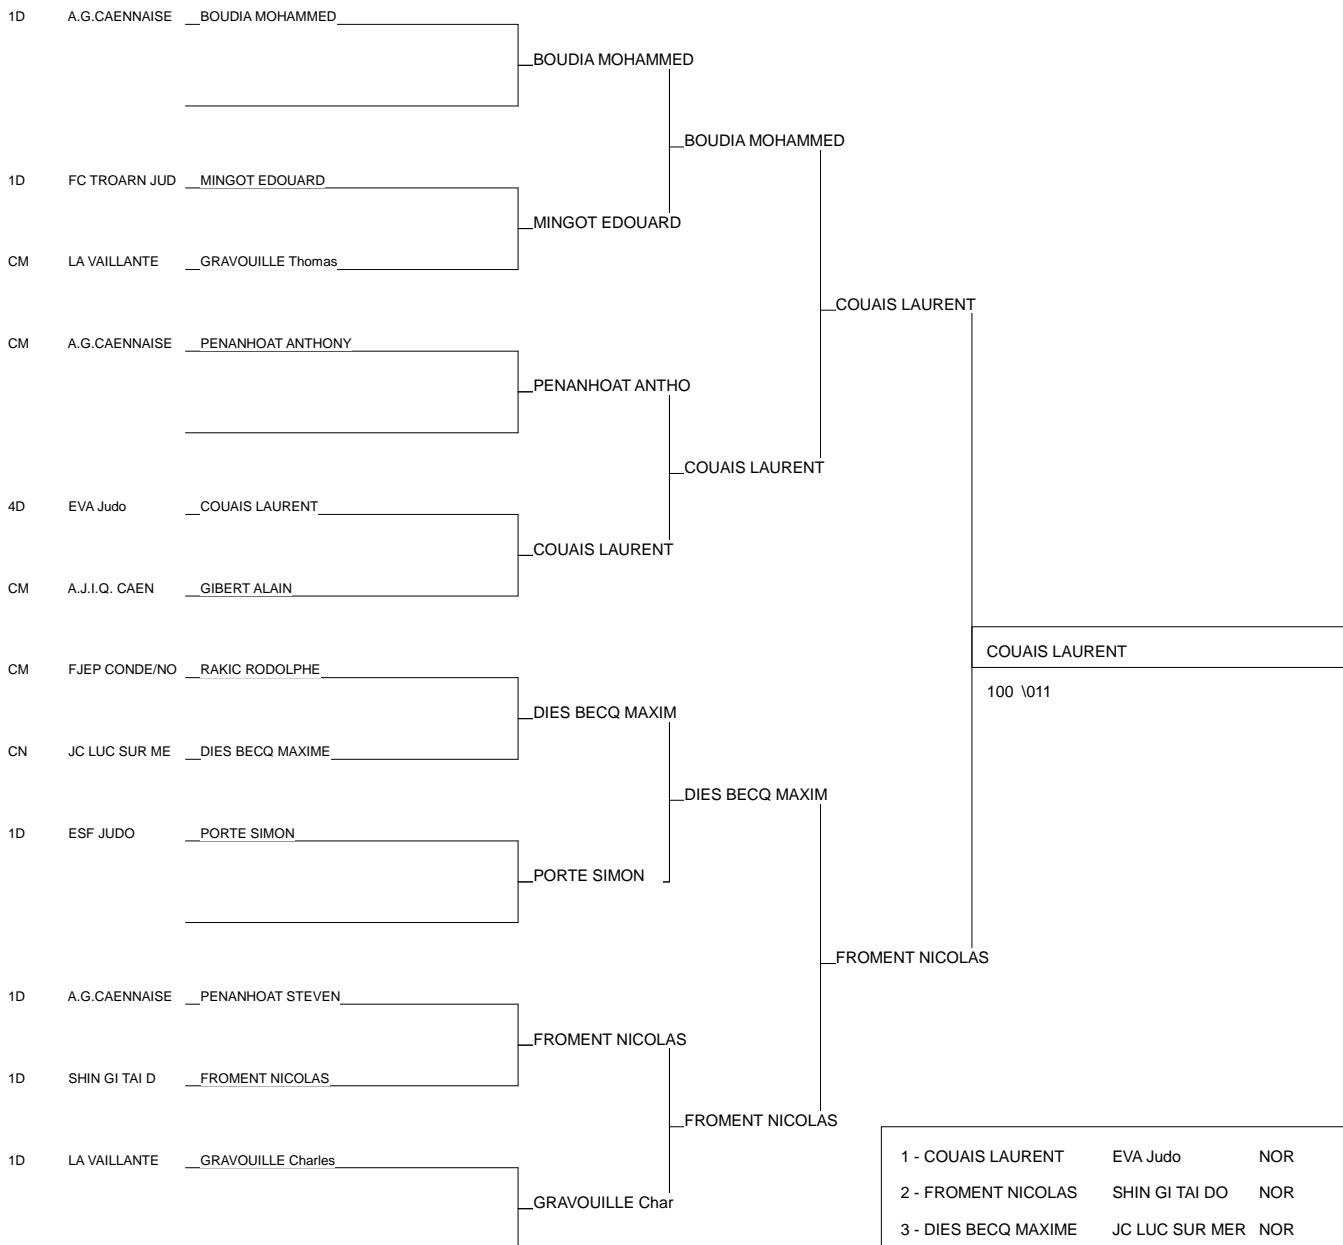 1D A.G.CAENNAISE BOUDIA MOHAMMED
BOUDIA MOHAMMED
BOUDIA MOHAMMED
1D FC TROARN JUD MINGOT EDOUARD
MINGOT EDOUARD
CM LA VAILLANTE GRAVOUILLE Thomas
COUAIS LAURENT
CM A.G.CAENNAISE PENANHOAT ANTHONY
PENANHOAT ANTHO
COUAIS LAURENT
4D EVA Judo COUAIS LAURENT
COUAIS LAURENT
CM A.J.I.Q. CAEN GIBERT ALAIN
COUAIS LAURENT
CM FJEP CONDE/NO RAKIC RODOLPHE
100 \011
DIES BECQ MAXIM
CN JC LUC SUR ME DIES BECQ MAXIME
DIES BECQ MAXIM
1D ESF JUDO PORTE SIMON
PORTE SIMON
FROMENT NICOLAS
1D A.G.CAENNAISE PENANHOAT STEVEN
FROMENT NICOLAS
1D SHIN GI TAI D FROMENT NICOLAS
FROMENT NICOLAS
1D LA VAILLANTE GRAVOUILLE Charles
GRAVOUILLE Char
1 - COUAIS LAURENT EVA Judo NOR
2 - FROMENT NICOLAS SHIN GI TAI DO NOR
3 - DIES BECQ MAXIME JC LUC SUR MER NOR